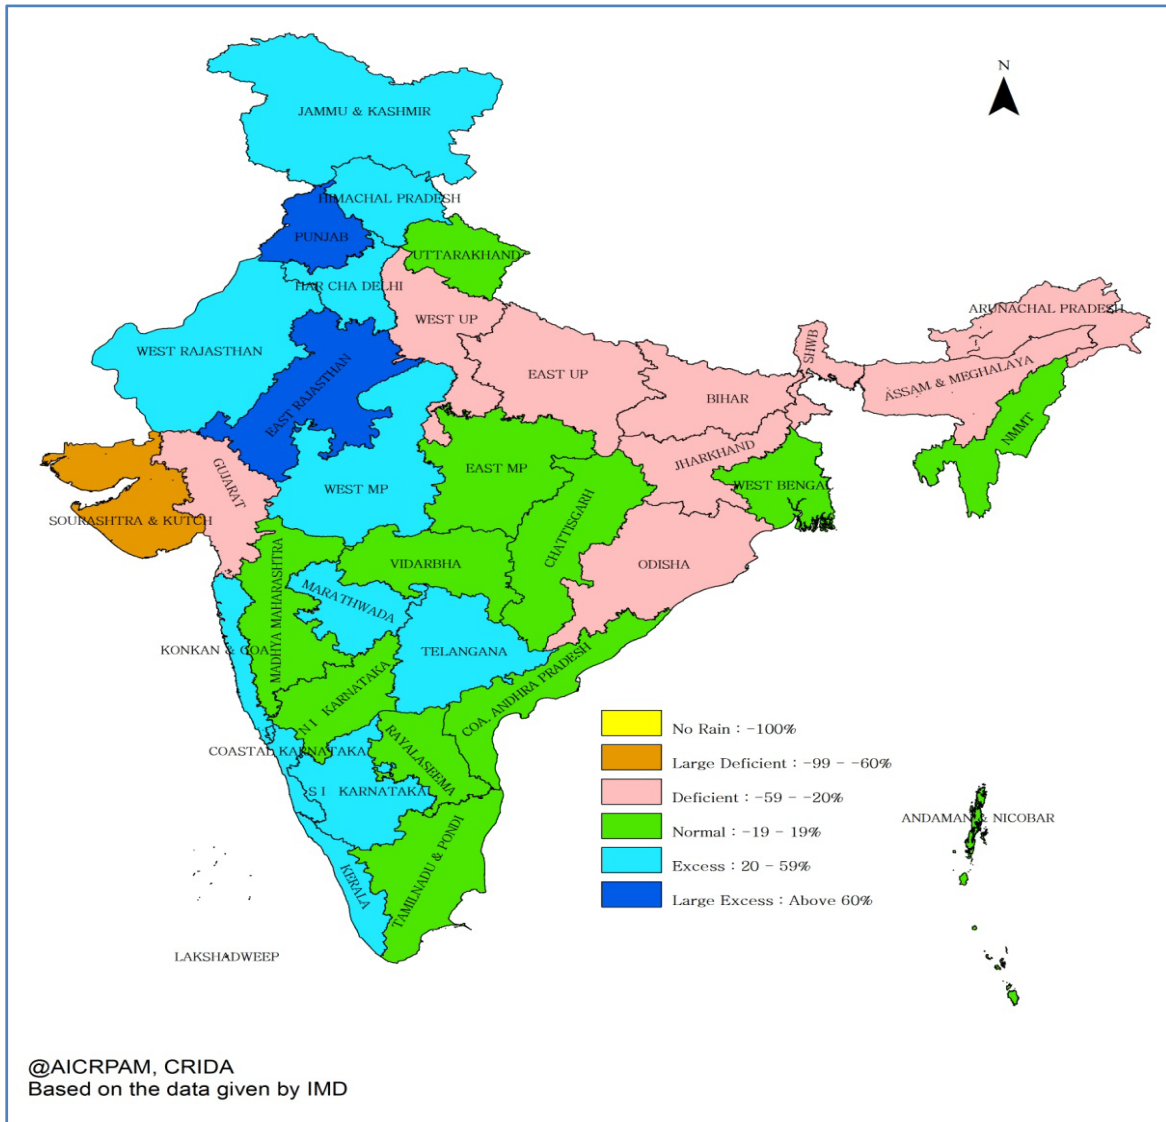 N
JAMMU & KASHMIR
HIMACHAL PRADESH
PUNJAB
UTTARAKHAND
HAR CHA DELHI
ARUNACHAL PRADESH
WEST UP
SHWB
WEST RAJASTHAN
ASSAM & MEGHALAYA
EAST RAJASTHAN
EAST UP
BIHAR
NMMT
JHARKHAND
GUJARAT
EAST MP
WEST MP
WEST BENGAL
SOURASHTRA & KUTCH
CHATTISGARH
VIDARBHA
ODISHA
MADHYA MAHARASHTRA
MARATHWADA
KONKAN & GOA
TELANGANA
COA. ANDHRA PRADESH
N I KARNATAKA
RAYALASEEMA
COASTAL KARNATAKA
S I KARNATAKA
KERALA
TAMILNADU & PONDI
LAKSHADWEEP
ANDAMAN & NICOBAR
No Rain : -100%
Large Deficient : -99 - -60%
Deficient : -59 - -20%
Normal : -19 - 19%
Excess : 20 - 59%
Large Excess : Above 60%
@AICRPAM, CRIDA
Based on the data given by IMD